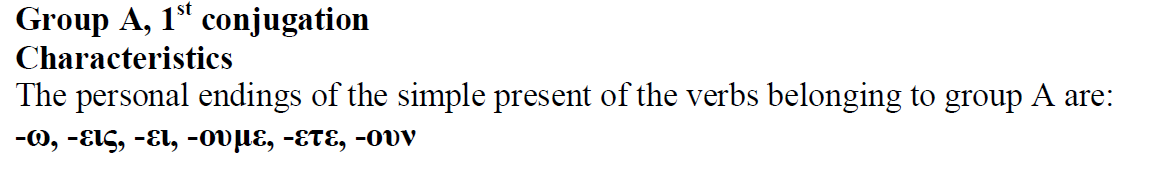 Group A, 1st conjugation
Characteristics
The personal endings of the simple present of the verbs belonging to group A are:
-ω, -εις, -ει, -ουμε, -ετε, -ουν